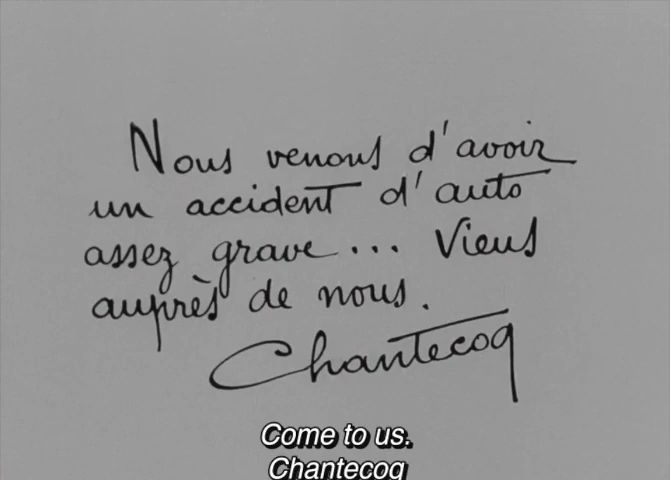 Nous venons d'avoir
un accident d'auto
assez grave... Viens
auprès de nous.
Chantecoq
Come to us.
Chantecoq